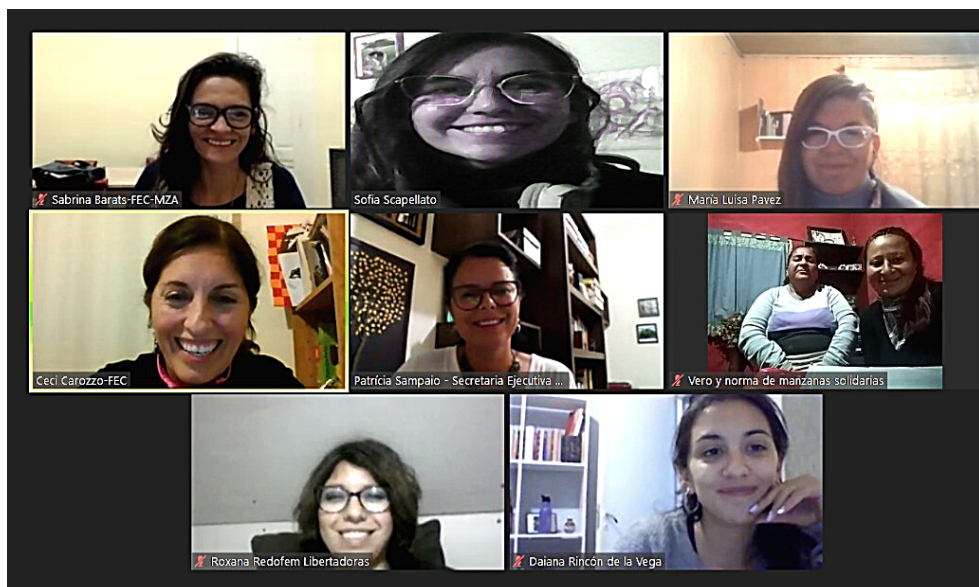 Sabrina Barats-FEC-MZA
Sofia Scapellato
María Luisa Pavez
Ceci Carozzo-FEC
Patrícia Sampaio - Secretaria Ejecutiva ...
Vero y norma de manzanas solidarias
Roxana Redofem Libertadoras
Daiana Rincón de la Vega